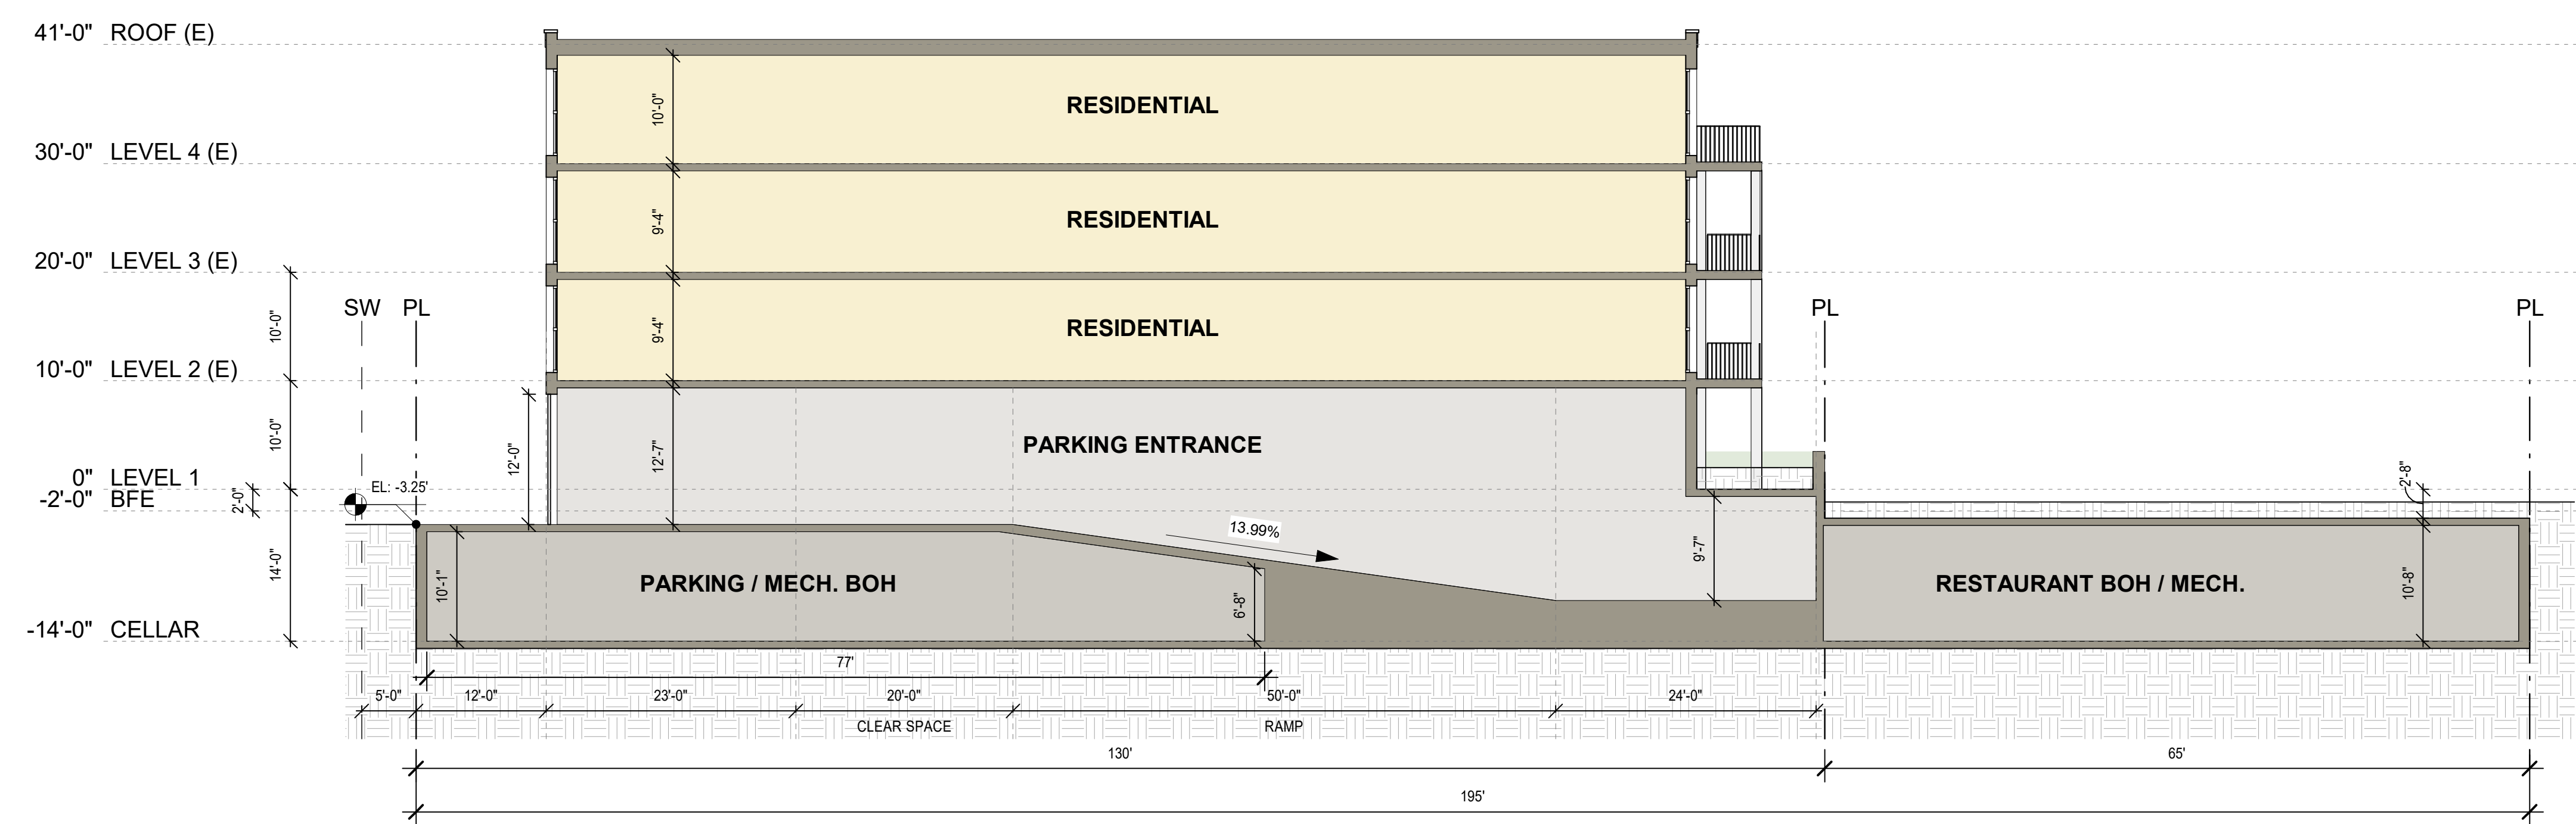 41'-0" ROOF (E)
10'-0"
RESIDENTIAL
30'-0" LEVEL 4 (E)
9'-4"
RESIDENTIAL
20'-0" LEVEL 3 (E)
SW PL
PL
PL
10'-0"
9'-4"
RESIDENTIAL
10'-0" LEVEL 2 (E)
10'-0"
12'-0"
12'-7"
PARKING ENTRANCE
0" LEVEL 1
-2'-0" BFE
2'-0"
EL: -3.25'
2'-8"
13.99%
9'-7"
14'-0"
10'-1"
PARKING / MECH. BOH
6'-8"
RESTAURANT BOH / MECH.
10'-8"
-14'-0" CELLAR
77'
5'-0" 12'-0" 23'-0" 20'-0" 50'-0" 24'-0"
CLEAR SPACE RAMP
130' 65'
195'